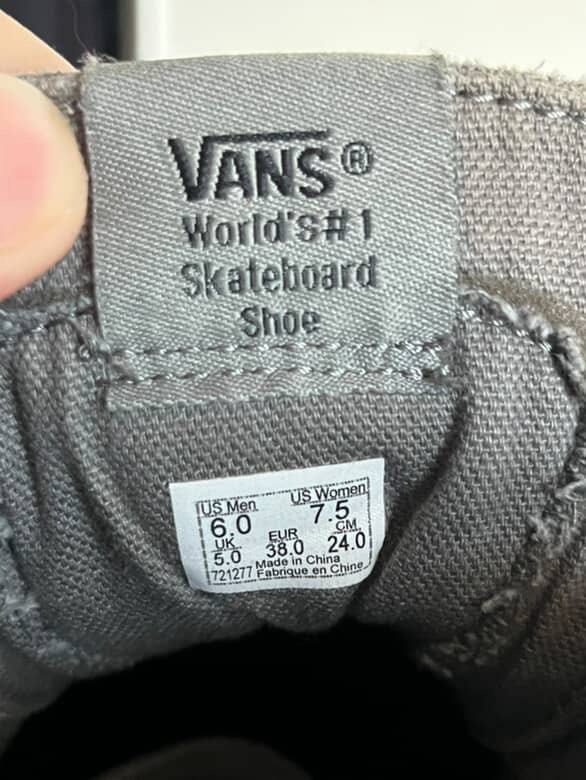 VANS®
World's#1
Skateboard
Shoe
US Men US Women
6.0 7.5
UK EUR CM
5.0 38.0 24.0
Made in China
721277 Fabrique en Chine